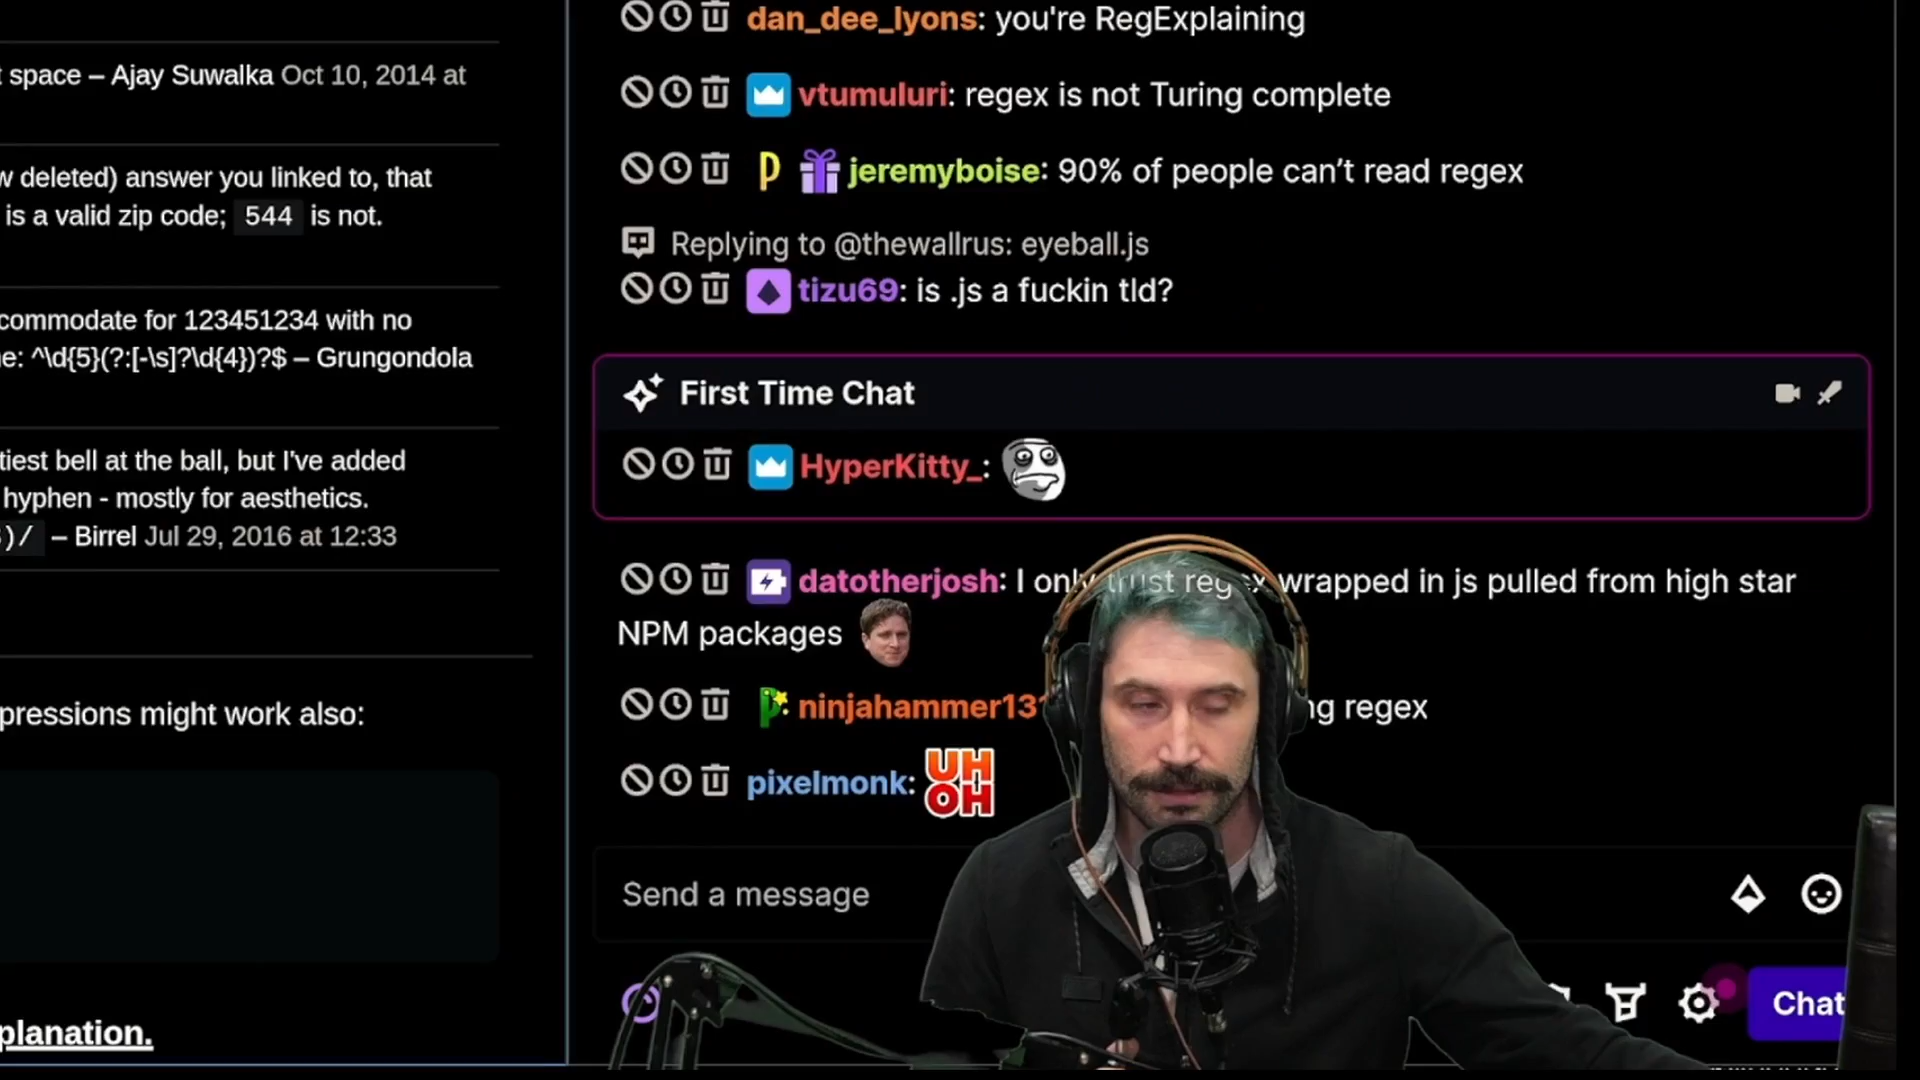 t space – Ajay Suwalka Oct 10, 2014 at
w deleted) answer you linked to, that
is a valid zip code; 544 is not.
commodate for 123451234 with no
e: ^\d{5}(?:[-\s]?\d{4})?$ – Grungondola
tiest bell at the ball, but I've added
hyphen - mostly for aesthetics.
)/ – Birrel Jul 29, 2016 at 12:33
pressions might work also:
planation.
dan_dee_lyons: you're RegExplaining
vtumuluri: regex is not Turing complete
jeremyboise: 90% of people can’t read regex
Replying to @thewallrus: eyeball.js
tizu69: is .js a fuckin tld?
First Time Chat
HyperKitty_:
datotherjosh: I only trust regex wrapped in js pulled from high star
NPM packages
ninjahammer131 ng regex
pixelmonk: UH
OH
Send a message
Chat